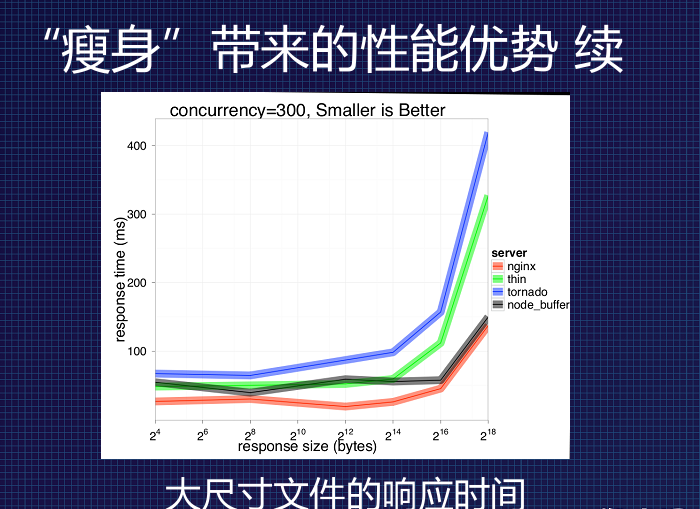 “瘦身”带来的性能优势 续
concurrency=300, Smaller is Better
response time (ms)
400
300
200
100
server
nginx
thin
tornado
node_buffer
2^4 2^6 2^8 2^10 2^12 2^14 2^16 2^18
response size (bytes)
大尺寸文件的响应时间